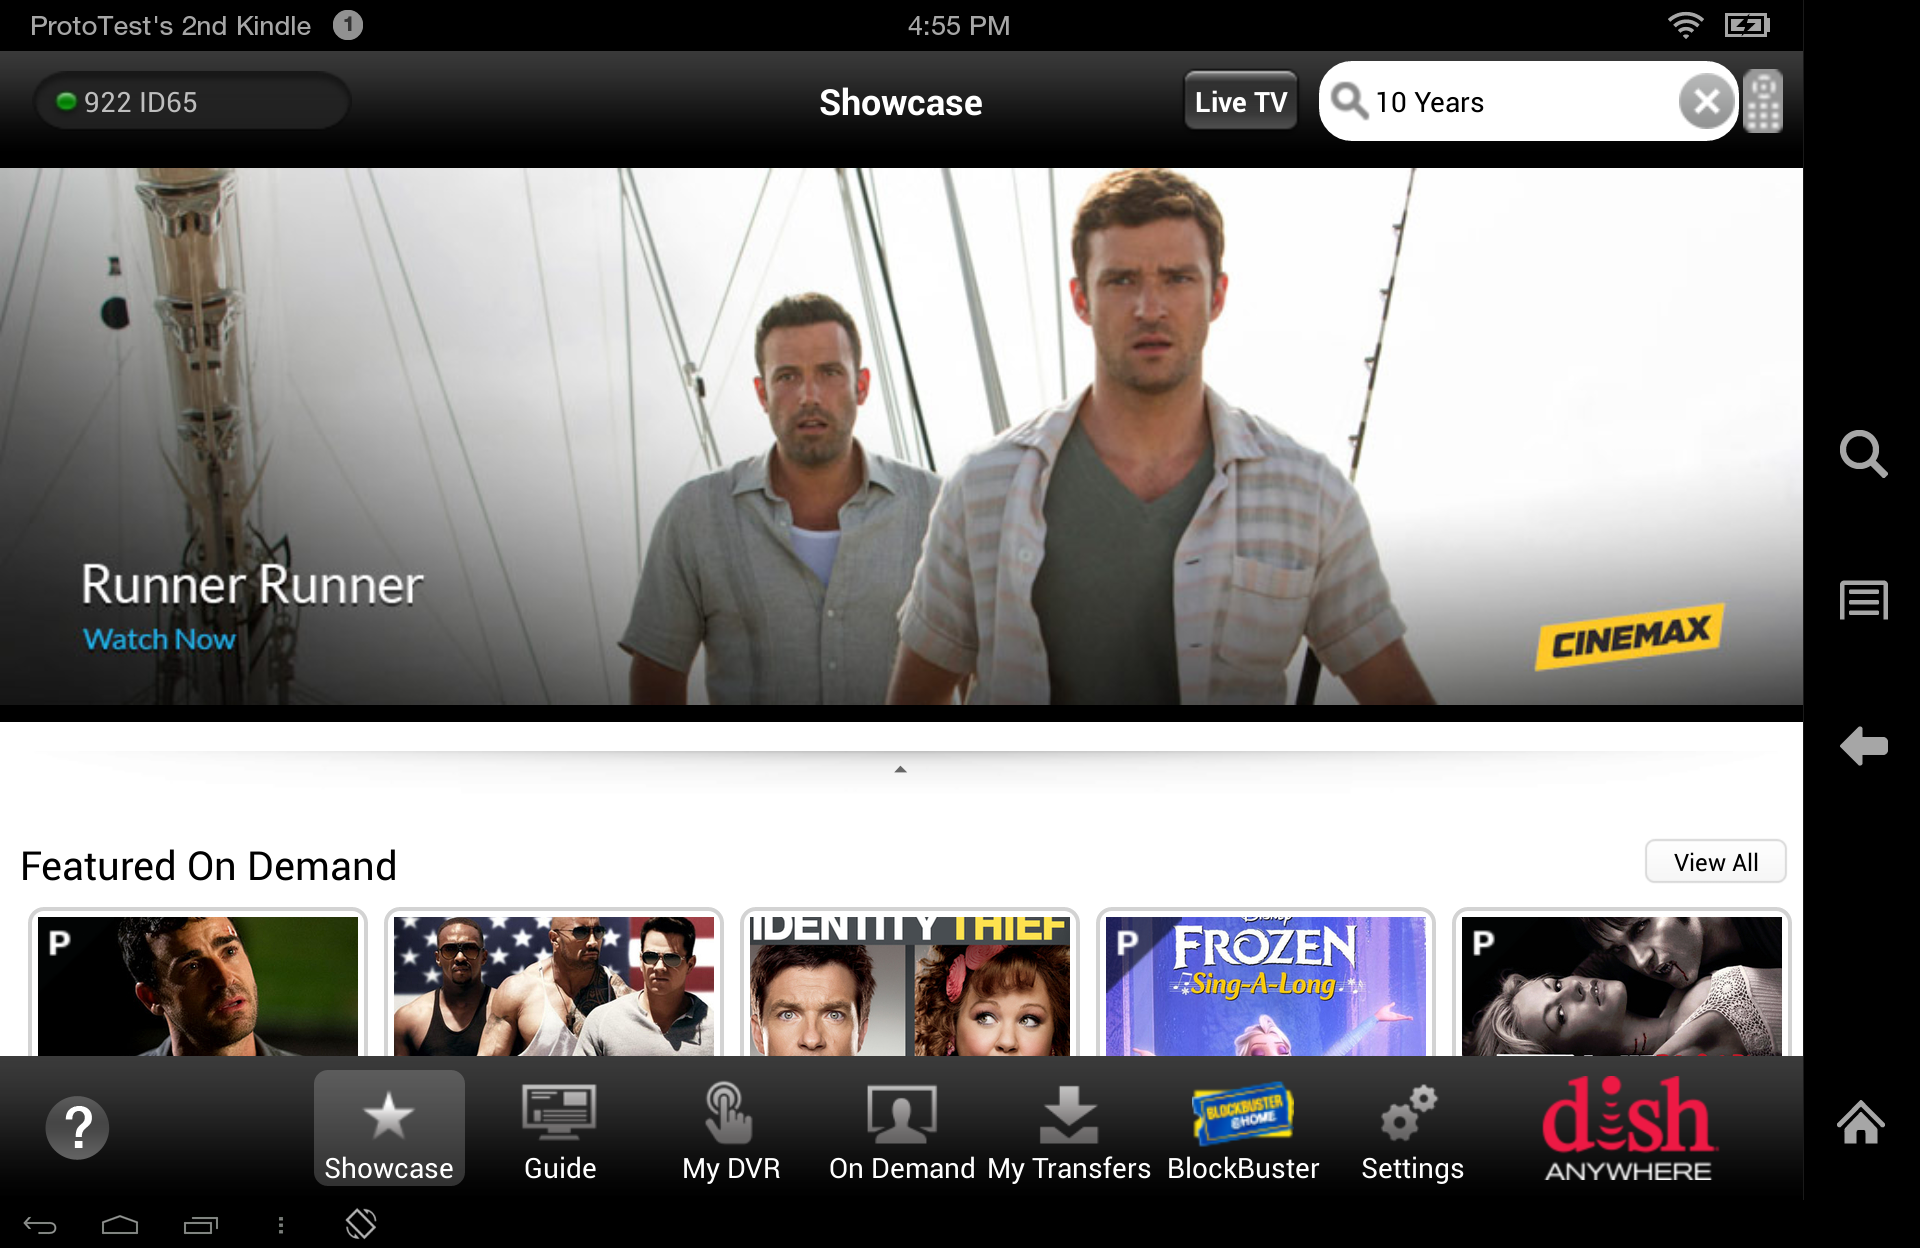 ProtoTest's 2nd Kindle 1
4:55 PM
922 ID65
Showcase
Live TV
10 Years
Runner Runner
Watch Now
CINEMAX
Featured On Demand
View All
P
IDENTITY THIEF
P
Disney
FROZEN
Sing-A-Long
P
?
Showcase
Guide
My DVR
On Demand
My Transfers
BLOCKBUSTER
@HOME
BlockBuster
Settings
dish
ANYWHERE